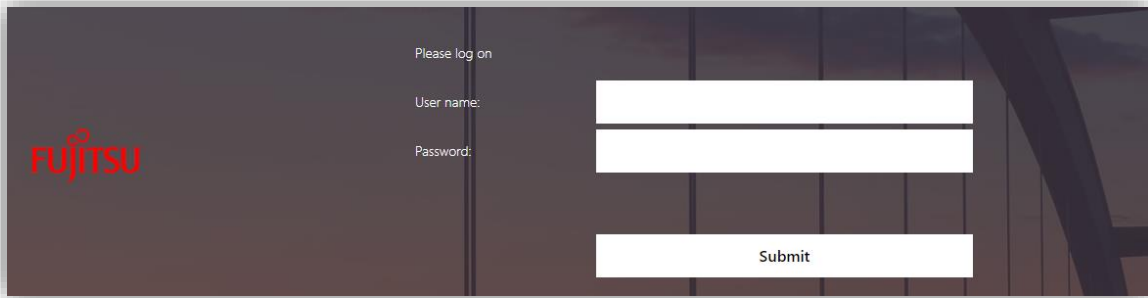 Please log on
User name:
FUJITSU
Password:
Submit